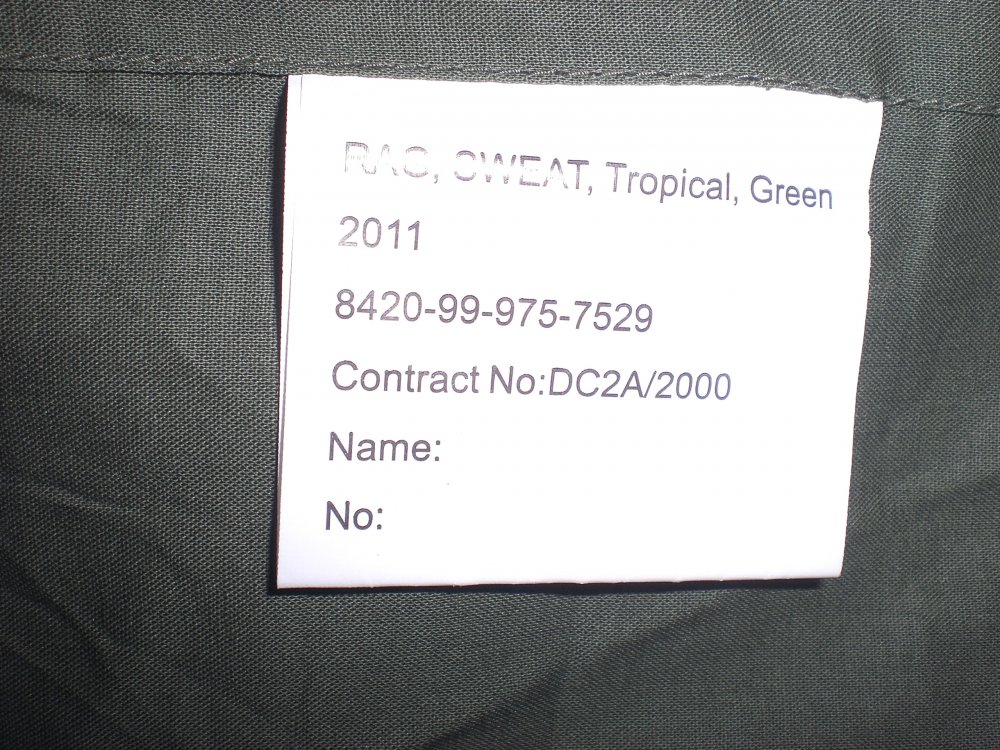 RAG, SWEAT, Tropical, Green
2011
8420-99-975-7529
Contract No:DC2A/2000
Name:
No: